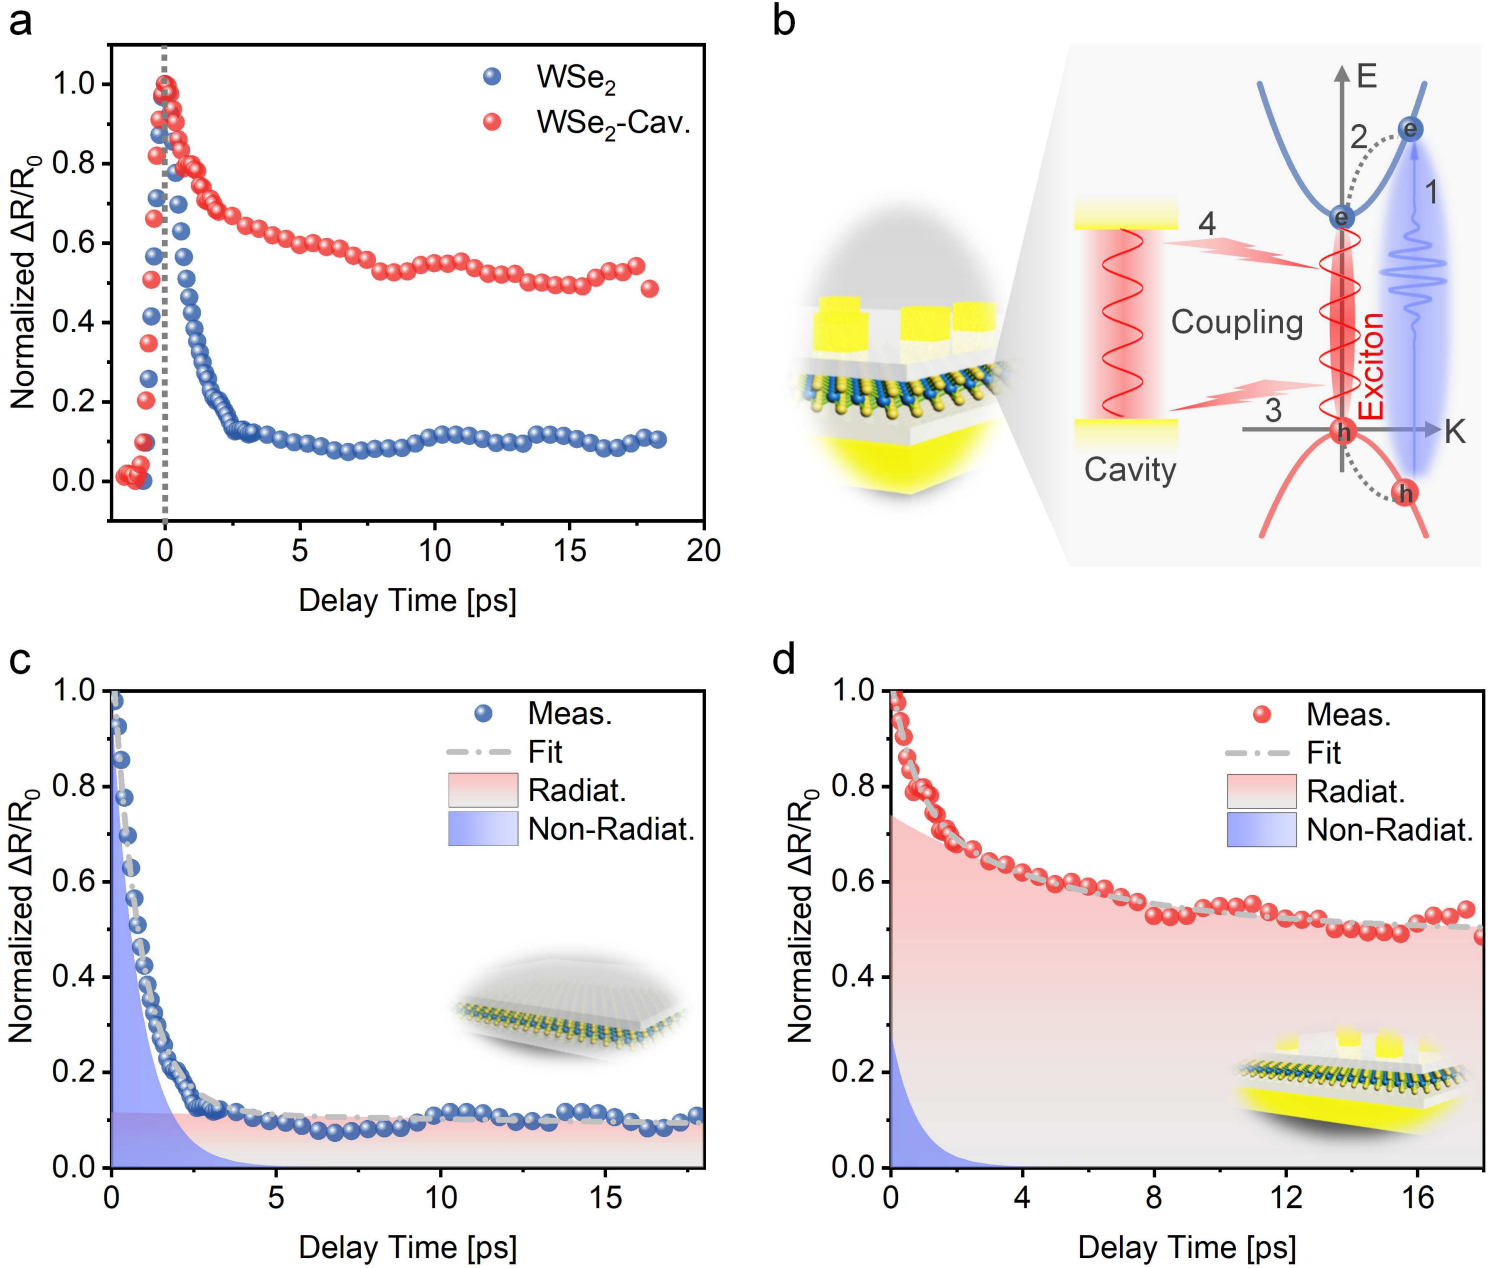 a
Normalized ΔR/R₀
1.0
0.8
0.6
0.4
0.2
0.0
WSe₂
WSe₂-Cav.
0 5 10 15 20
Delay Time [ps]
b
E
e
2
e
1
4
Coupling
Exciton
3
h
K
Cavity
h
c
Normalized ΔR/R₀
1.0
0.8
0.6
0.4
0.2
0.0
Meas.
Fit
Radiat.
Non-Radiat.
0 5 10 15
Delay Time [ps]
d
Normalized ΔR/R₀
1.0
0.8
0.6
0.4
0.2
0.0
Meas.
Fit
Radiat.
Non-Radiat.
0 4 8 12 16
Delay Time [ps]